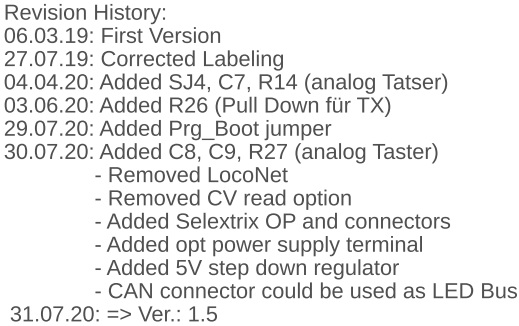 Revision History:
06.03.19: First Version
27.07.19: Corrected Labeling
04.04.20: Added SJ4, C7, R14 (analog Tatser)
03.06.20: Added R26 (Pull Down für TX)
29.07.20: Added Prg_Boot jumper
30.07.20: Added C8, C9, R27 (analog Taster)
- Removed LocoNet
- Removed CV read option
- Added Selextrix OP and connectors
- Added opt power supply terminal
- Added 5V step down regulator
- CAN connector could be used as LED Bus
31.07.20: => Ver.: 1.5